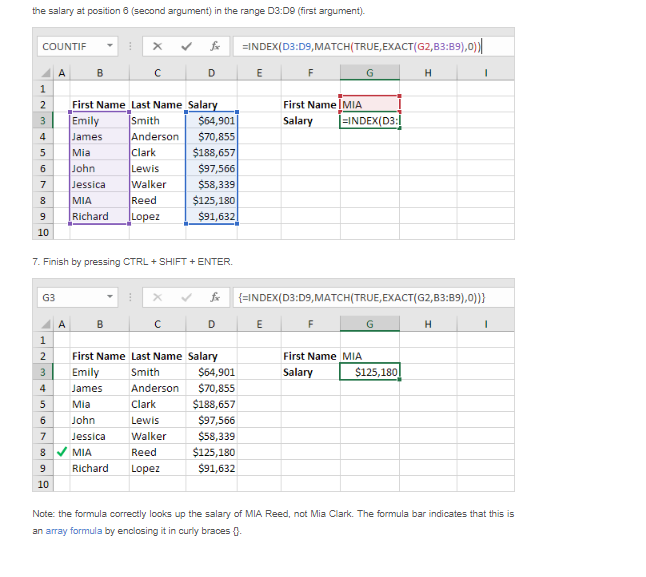 the salary at position 6 (second argument) in the range D3:D9 (first argument).
COUNTIF fx =INDEX(D3:D9,MATCH(TRUE,EXACT(G2,B3:B9),0))
A B C D E F G H I
1
2 First Name Last Name Salary First Name MIA
3 Emily Smith $64,901 Salary =INDEX(D3:
4 James Anderson $70,855
5 Mia Clark $188,657
6 John Lewis $97,566
7 Jessica Walker $58,339
8 MIA Reed $125,180
9 Richard Lopez $91,632
10
7. Finish by pressing CTRL + SHIFT + ENTER.
G3 fx {=INDEX(D3:D9,MATCH(TRUE,EXACT(G2,B3:B9),0))}
A B C D E F G H I
1
2 First Name Last Name Salary First Name MIA
3 Emily Smith $64,901 Salary $125,180
4 James Anderson $70,855
5 Mia Clark $188,657
6 John Lewis $97,566
7 Jessica Walker $58,339
8 MIA Reed $125,180
9 Richard Lopez $91,632
10
Note: the formula correctly looks up the salary of MIA Reed, not Mia Clark. The formula bar indicates that this is
an array formula by enclosing it in curly braces {}.